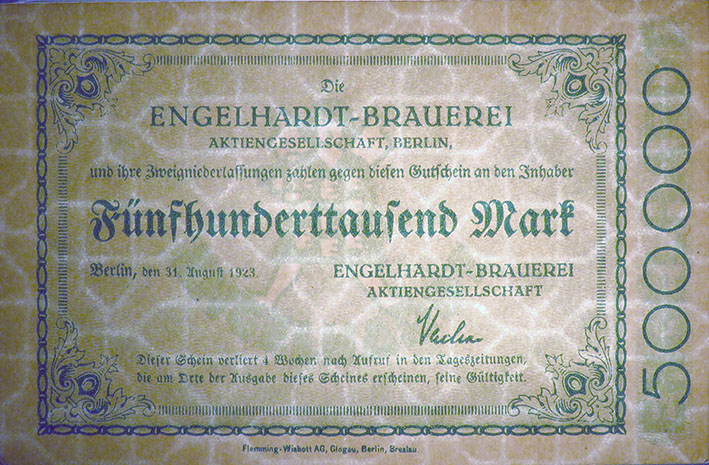 Die
ENGELHARDT-BRAUEREI
AKTIENGESELLSCHAFT, BERLIN,
und ihre Zweigniederlassungen zahlen gegen diesen Gutschein an den Inhaber
Fünfhunderttausend Mark
Berlin, den 31. August 1923.
ENGELHARDT-BRAUEREI
AKTIENGESELLSCHAFT
Dieser Schein verliert 4 Wochen nach Aufruf in den Tageszeitungen,
die am Orte der Ausgabe dieses Scheines erscheinen, seine Gültigkeit.
Flemming-Wiskott AG, Glogau, Berlin, Breslau
500000